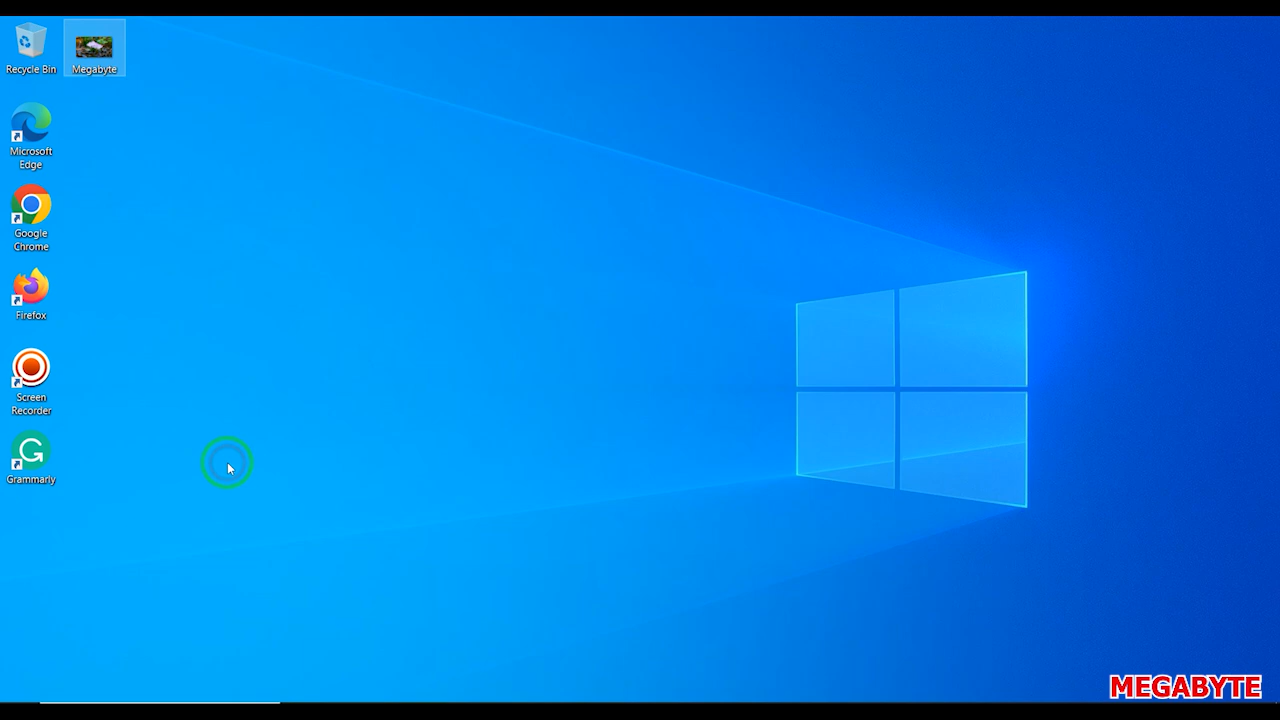 Recycle Bin
Megabyte
Microsoft
Edge
Google
Chrome
Firefox
Screen
Recorder
Grammarly
MEGABYTE